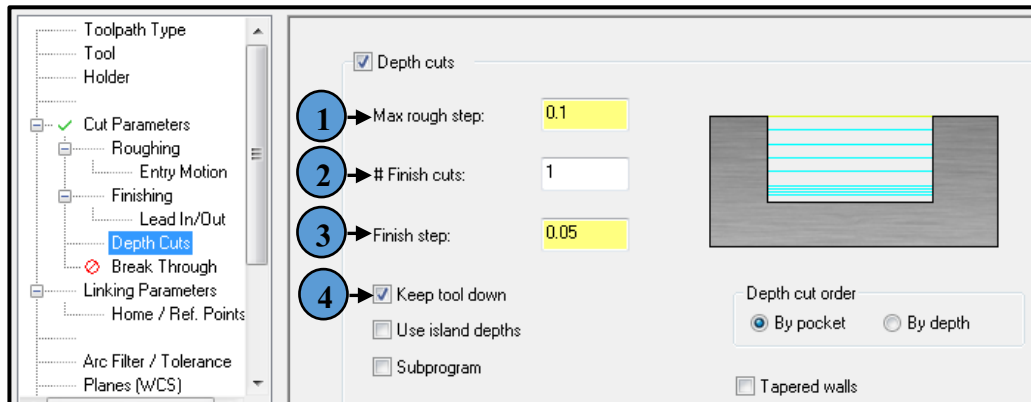 Toolpath Type
Tool
Holder
Cut Parameters
Roughing
Entry Motion
Finishing
Lead In/Out
Depth Cuts
Break Through
Linking Parameters
Home / Ref. Points
Arc Filter / Tolerance
Planes (WCS)
Depth cuts
1 Max rough step: 0.1
2 # Finish cuts: 1
3 Finish step: 0.05
4 Keep tool down
Use island depths
Subprogram
Depth cut order
By pocket By depth
Tapered walls